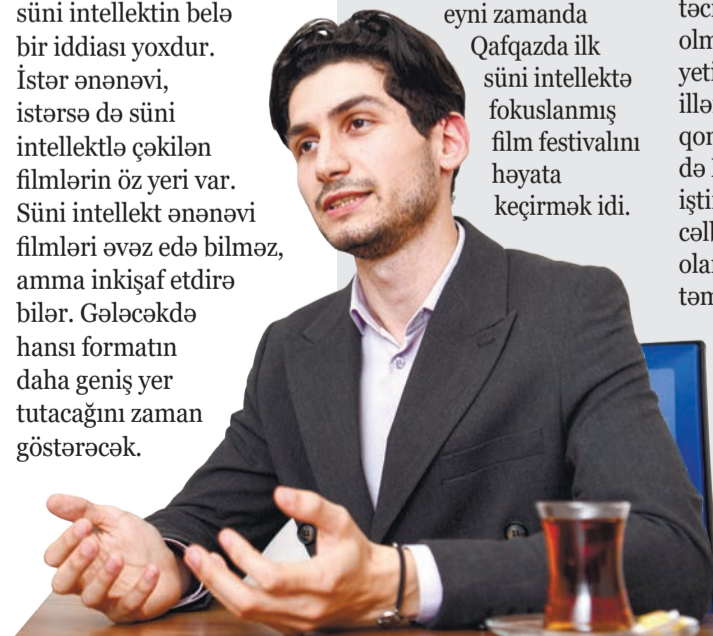 süni intellektin belə
bir iddiası yoxdur.
İstər ənənəvi,
istərsə də süni
intellektlə çəkilən
filmlərin öz yeri var.
Süni intellekt ənənəvi
filmləri əvəz edə bilməz,
amma inkişaf etdirə
bilər. Gələcəkdə
hansı formatın
daha geniş yer
tutacağını zaman
göstərəcək.
eyni zamanda
Qafqazda ilk
süni intellektə
fokuslanmış
film festivalını
həyata
keçirmək idi.